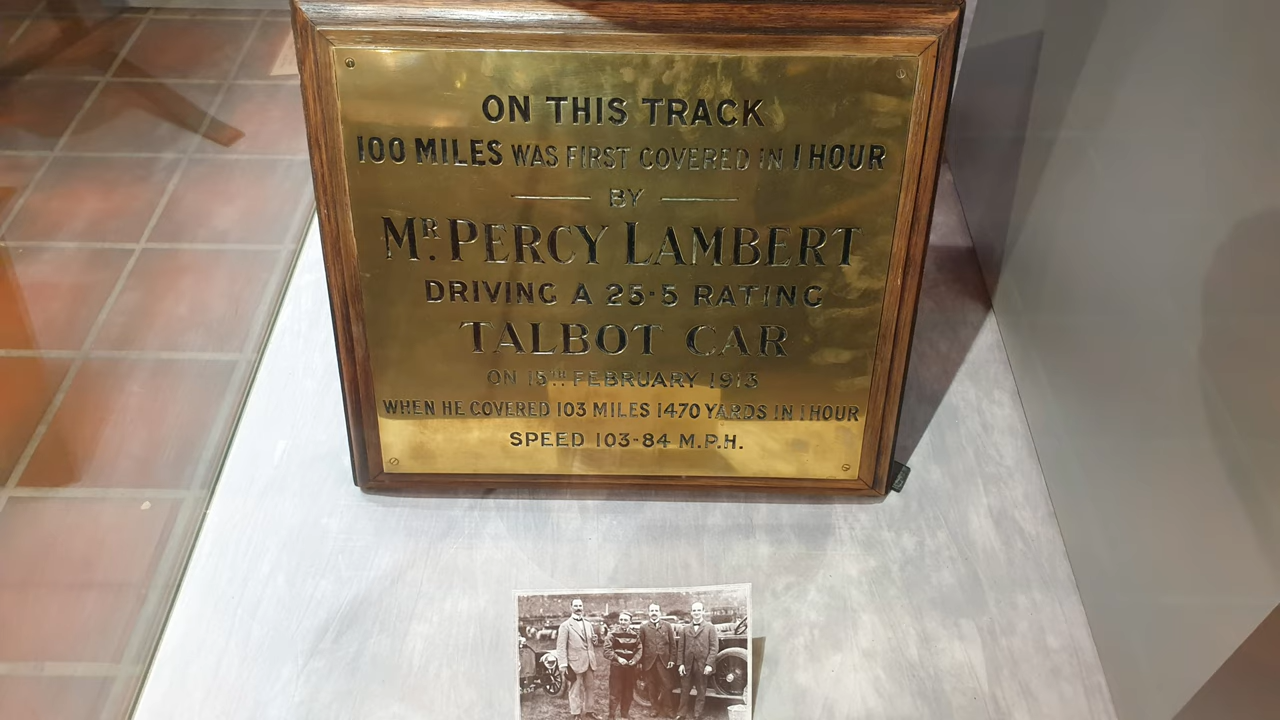 ON THIS TRACK
100 MILES WAS FIRST COVERED IN 1 HOUR
BY
MR. PERCY LAMBERT
DRIVING A 25·5 RATING
TALBOT CAR
ON 15TH FEBRUARY 1913
WHEN HE COVERED 103 MILES 1470 YARDS IN 1 HOUR
SPEED 103·84 M.P.H.